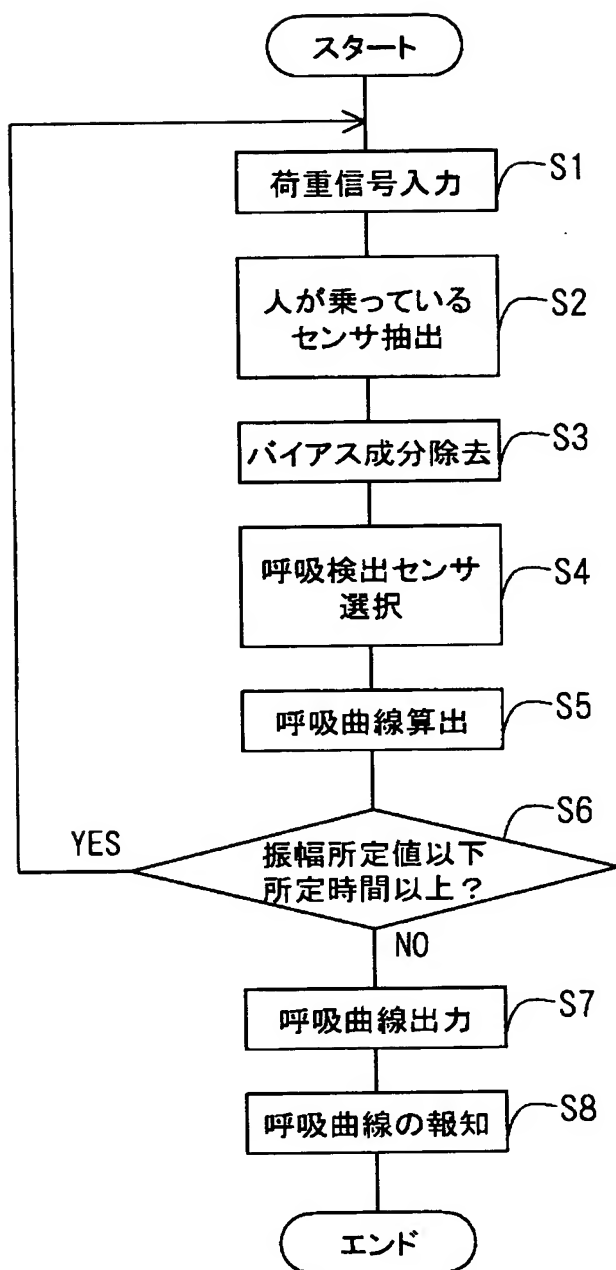 スタート
荷重信号入力
S1
人が乗っている
センサ抽出
S2
バイアス成分除去
S3
呼吸検出センサ
選択
S4
呼吸曲線算出
S5
S6
YES
振幅所定値以下
所定時間以上？
NO
呼吸曲線出力
S7
呼吸曲線の報知
S8
エンド